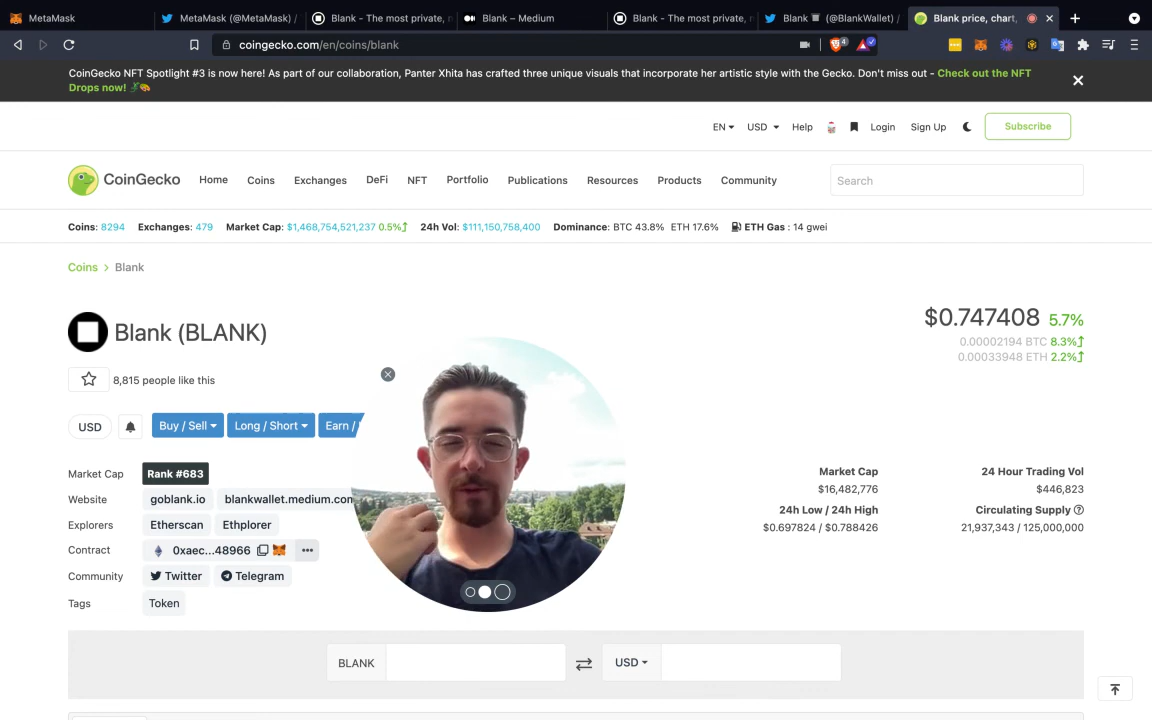 MetaMask
MetaMask (@MetaMask) /
Blank - The most private, n
Blank – Medium
Blank - The most private, n
Blank (@BlankWallet) /
Blank price, chart,
coingecko.com/en/coins/blank
4
CoinGecko NFT Spotlight #3 is now here! As part of our collaboration, Panter Xhita has crafted three unique visuals that incorporate her artistic style with the Gecko. Don't miss out - Check out the NFT
Drops now!
EN
USD
Help
Login
Sign Up
Subscribe
CoinGecko
Home
Coins
Exchanges
DeFi
NFT
Portfolio
Publications
Resources
Products
Community
Search
Coins: 8294
Exchanges: 479
Market Cap: $1,468,754,521,237 0.5%
24h Vol: $111,150,758,400
Dominance: BTC 43.8% ETH 17.6%
ETH Gas : 14 gwei
Coins > Blank
Blank (BLANK)
$0.747408 5.7%
0.00002194 BTC 8.3%
0.00033948 ETH 2.2%
8,815 people like this
USD
Buy / Sell
Long / Short
Earn /
Market Cap
Rank #683
Website
goblank.io
blankwallet.medium.com
Explorers
Etherscan
Ethplorer
Contract
0xaec...48966
Community
Twitter
Telegram
Tags
Token
Market Cap
$16,482,776
24 Hour Trading Vol
$446,823
24h Low / 24h High
$0.697824 / $0.788426
Circulating Supply
21,937,343 / 125,000,000
BLANK
USD